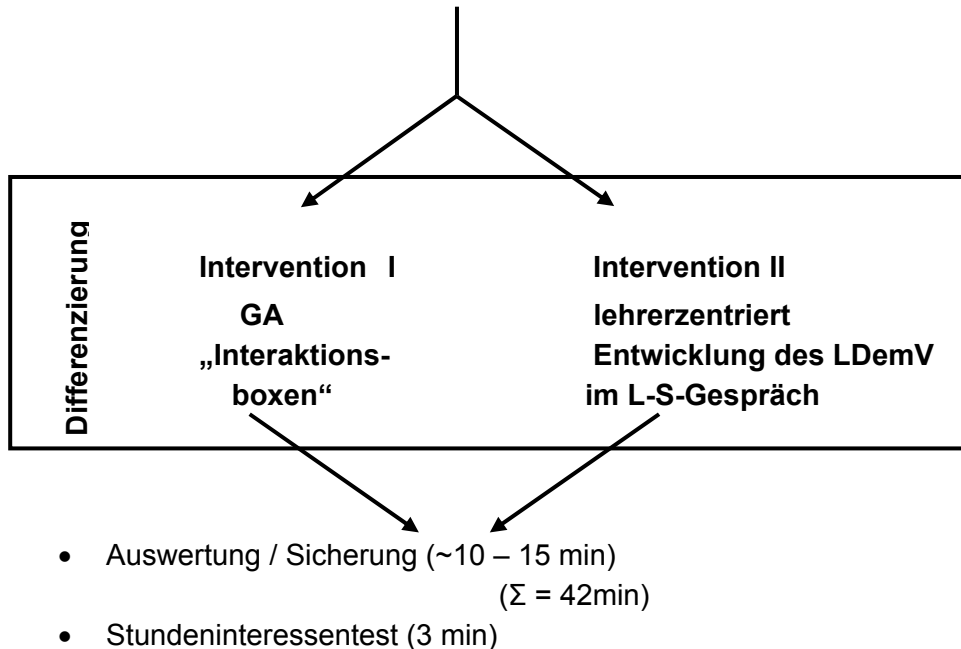 Differenzierung
Intervention I
GA
„Interaktions-
boxen“
Intervention II
lehrerzentriert
Entwicklung des LDemV
im L-S-Gespräch
• Auswertung / Sicherung (~10 – 15 min)
(Σ = 42min)
• Stundeninteressentest (3 min)